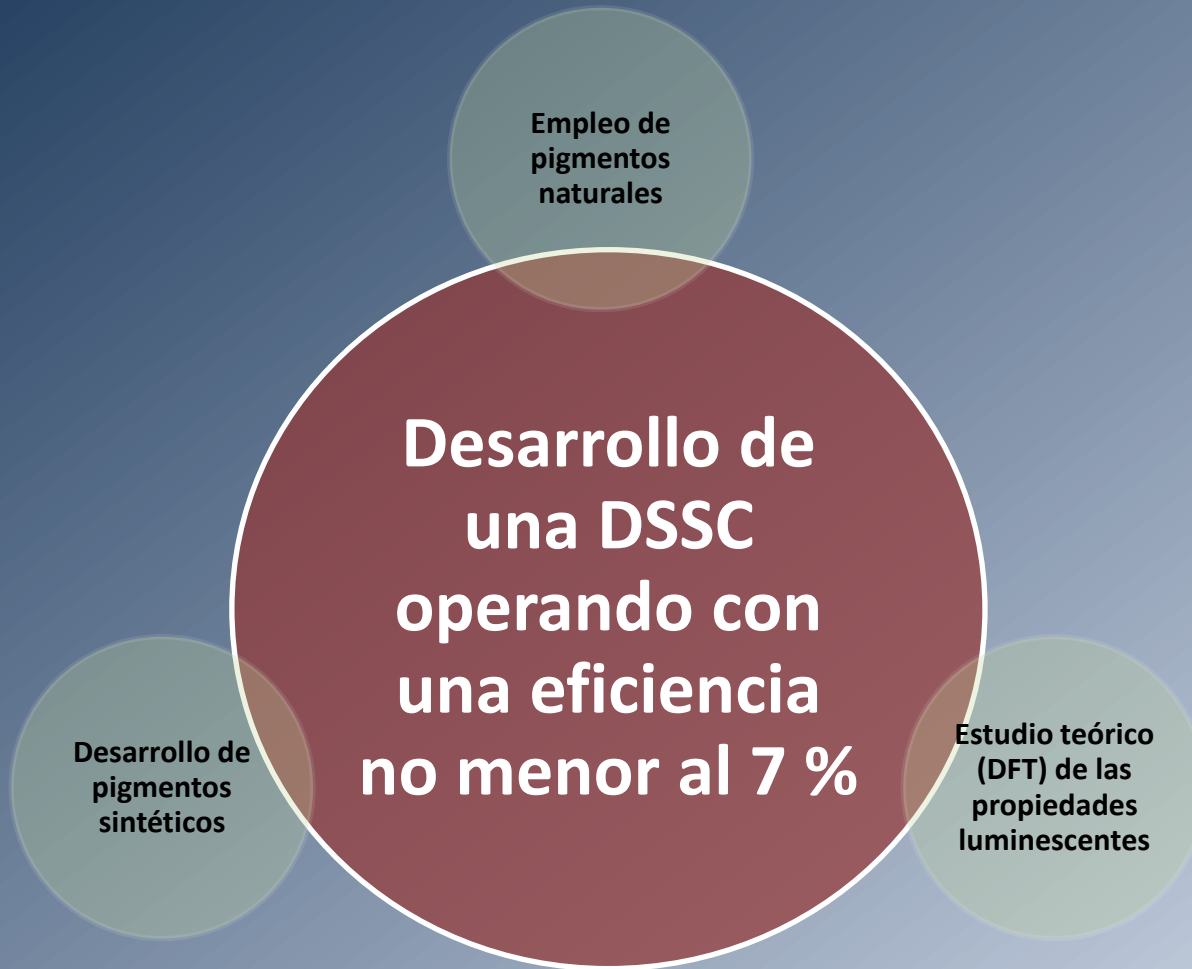 Empleo de
pigmentos
naturales
Desarrollo de
una DSSC
operando con
una eficiencia
no menor al 7 %
Desarrollo de
pigmentos
sintéticos
Estudio teórico
(DFT) de las
propiedades
luminescentes